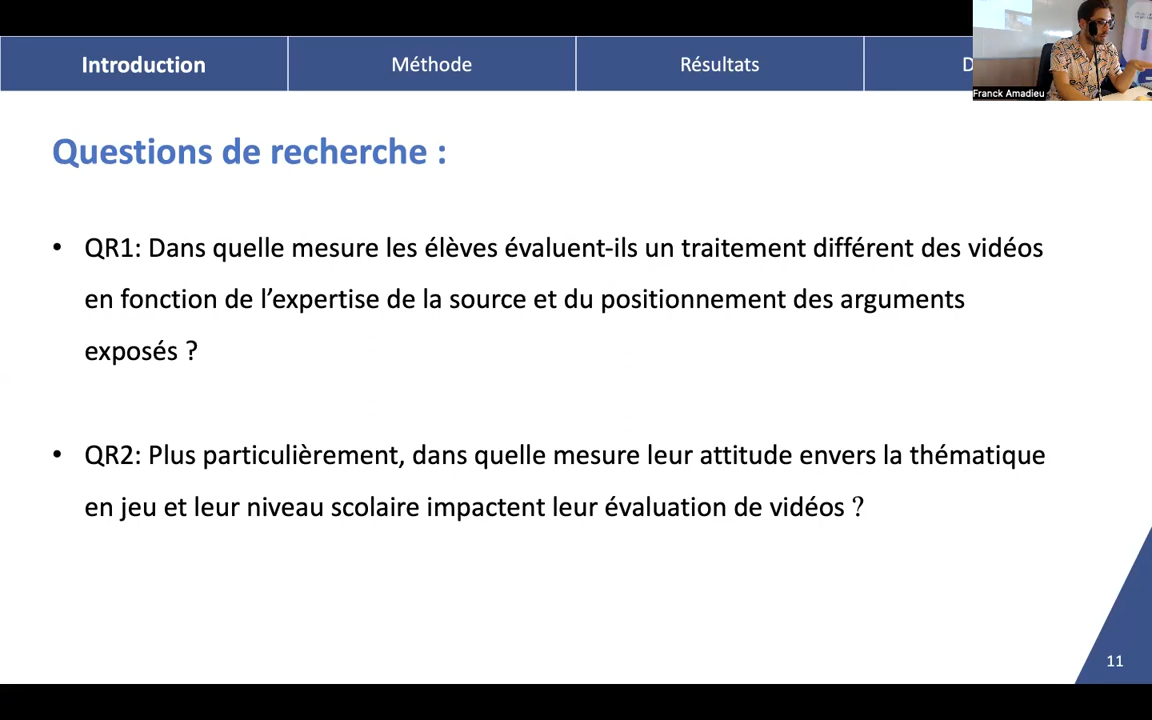 Introduction
Méthode
Résultats
D
Franck Amadieu
Questions de recherche :
• QR1: Dans quelle mesure les élèves évaluent-ils un traitement différent des vidéos
en fonction de l’expertise de la source et du positionnement des arguments
exposés ?
• QR2: Plus particulièrement, dans quelle mesure leur attitude envers la thématique
en jeu et leur niveau scolaire impactent leur évaluation de vidéos ?
11